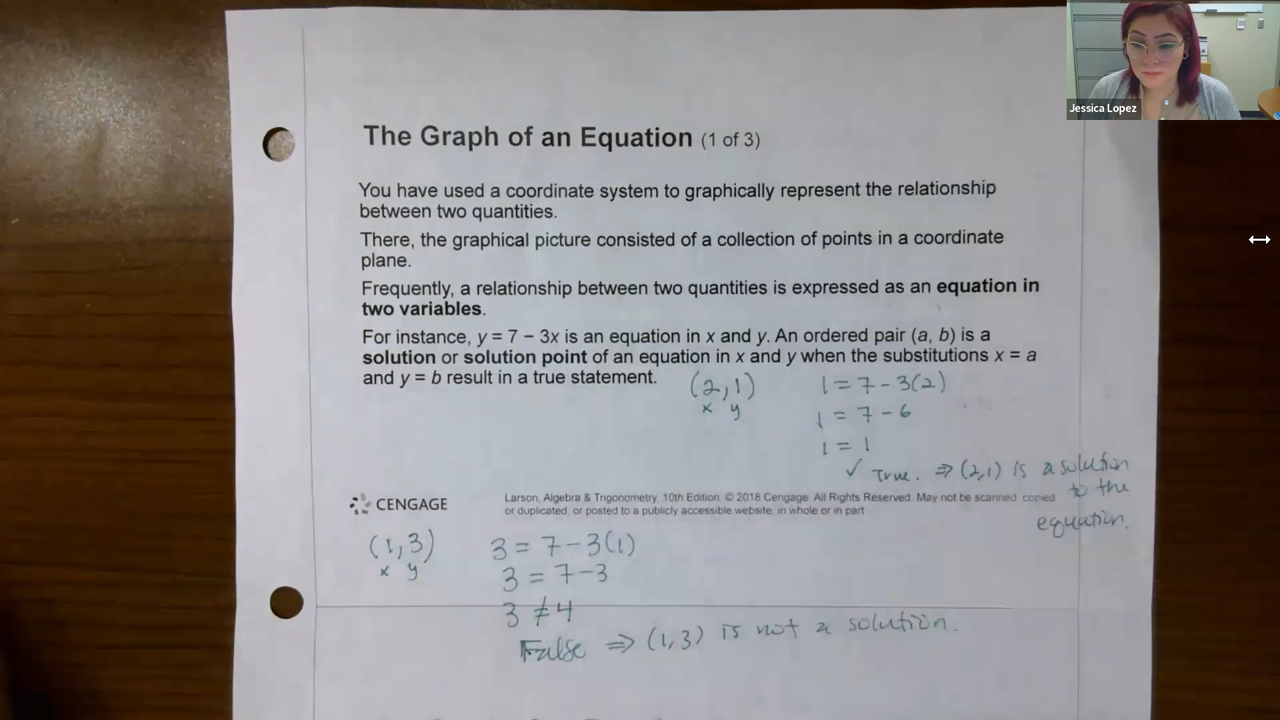 Jessica Lopez
The Graph of an Equation (1 of 3)
You have used a coordinate system to graphically represent the relationship
between two quantities.
There, the graphical picture consisted of a collection of points in a coordinate
plane.
Frequently, a relationship between two quantities is expressed as an equation in
two variables.
For instance, y = 7 − 3x is an equation in x and y. An ordered pair (a, b) is a
solution or solution point of an equation in x and y when the substitutions x = a
and y = b result in a true statement.
(2,1)
x y
1 = 7 - 3(2)
1 = 7 - 6
1 = 1
✓ True. ⇒ (2,1) is a solution
to the
equation.
CENGAGE
Larson, Algebra & Trigonometry, 10th Edition. © 2018 Cengage. All Rights Reserved. May not be scanned, copied
or duplicated, or posted to a publicly accessible website, in whole or in part
(1,3)
x y
3 = 7 - 3(1)
3 = 7 - 3
3 ≠ 4
False ⇒ (1,3) is not a solution.